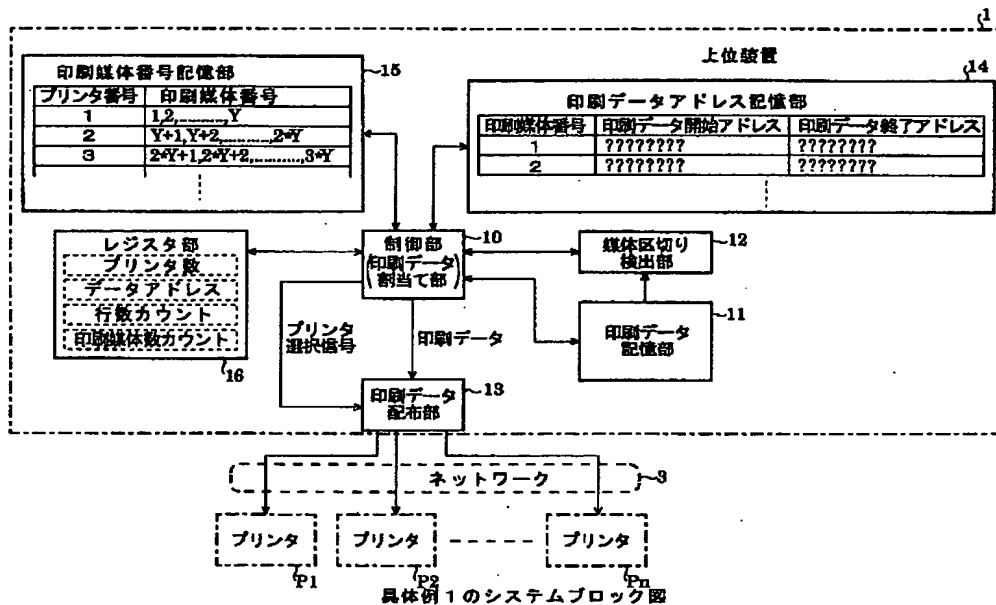 1
上位装置
15
印刷媒体番号記憶部
プリンタ番号 印刷媒体番号
1 1,2,..........,Y
2 Y+1,Y+2,.........,2*Y
3 2*Y+1,2*Y+2,...........,3*Y
14
印刷データアドレス記憶部
印刷媒体番号 印刷データ開始アドレス 印刷データ終了アドレス
1 ???????? ????????
2 ???????? ????????
レジスタ部
プリンタ数
データアドレス
行数カウント
印刷媒体数カウント
16
10
制御部
(印刷データ
割当て部)
12
媒体区切り
検出部
11
印刷データ
記憶部
プリンタ
選択信号
印刷データ
13
印刷データ
配布部
ネットワーク
3
プリンタ プリンタ プリンタ
P1 P2 Pn
具体例1のシステムブロック図